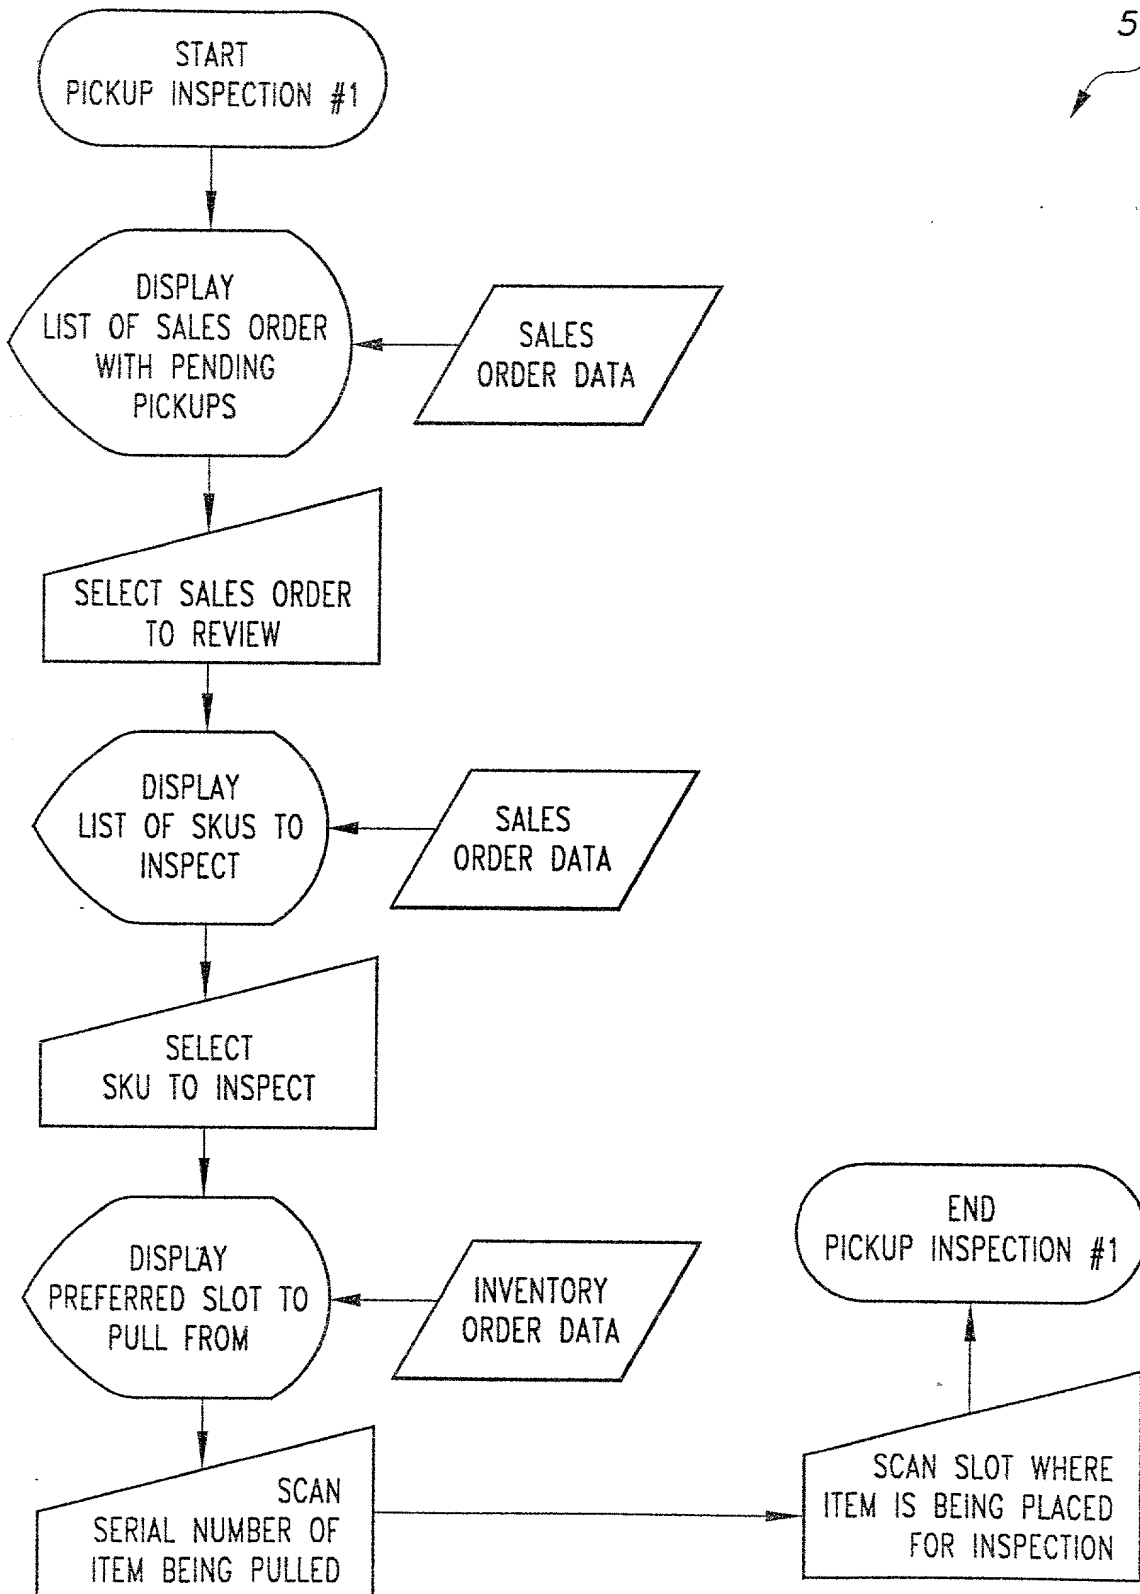 5
START
PICKUP INSPECTION #1
DISPLAY
LIST OF SALES ORDER
WITH PENDING
PICKUPS
SALES
ORDER DATA
SELECT SALES ORDER
TO REVIEW
DISPLAY
LIST OF SKUS TO
INSPECT
SALES
ORDER DATA
SELECT
SKU TO INSPECT
DISPLAY
PREFERRED SLOT TO
PULL FROM
INVENTORY
ORDER DATA
SCAN
SERIAL NUMBER OF
ITEM BEING PULLED
SCAN SLOT WHERE
ITEM IS BEING PLACED
FOR INSPECTION
END
PICKUP INSPECTION #1